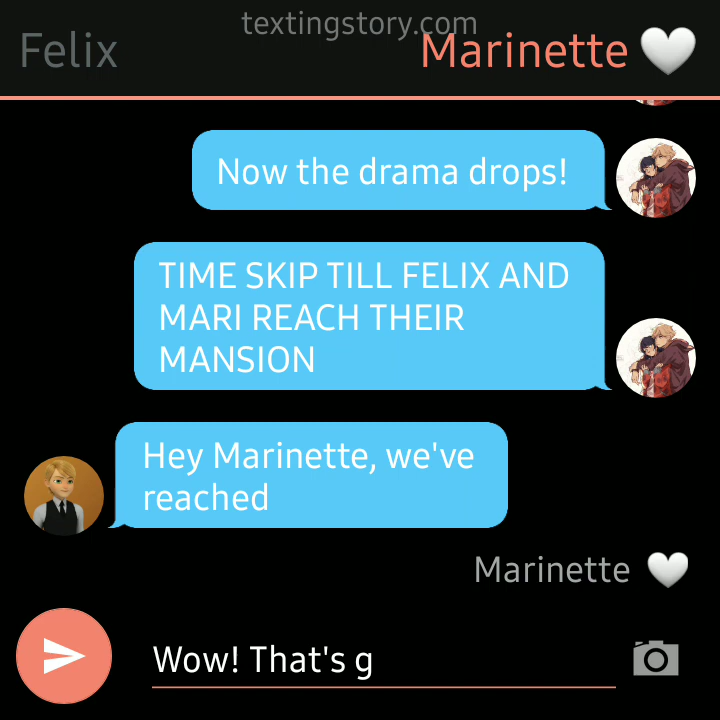 textingstory.com
Felix
Marinette 🤍
Now the drama drops!
TIME SKIP TILL FELIX AND
MARI REACH THEIR
MANSION
Hey Marinette, we've
reached
Marinette 🤍
Wow! That's g